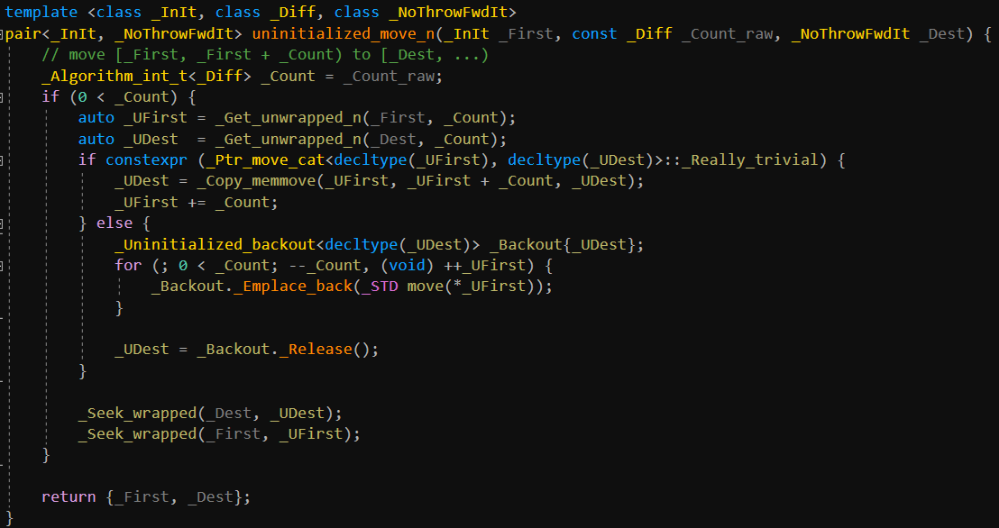 template <class _InIt, class _Diff, class _NoThrowFwdIt>
pair<_InIt, _NoThrowFwdIt> uninitialized_move_n(_InIt _First, const _Diff _Count_raw, _NoThrowFwdIt _Dest) {
    // move [_First, _First + _Count) to [_Dest, ...)
    _Algorithm_int_t<_Diff> _Count = _Count_raw;
    if (0 < _Count) {
        auto _UFirst = _Get_unwrapped_n(_First, _Count);
        auto _UDest  = _Get_unwrapped_n(_Dest, _Count);
        if constexpr (_Ptr_move_cat<decltype(_UFirst), decltype(_UDest)>::_Really_trivial) {
            _UDest = _Copy_memmove(_UFirst, _UFirst + _Count, _UDest);
            _UFirst += _Count;
        } else {
            _Uninitialized_backout<decltype(_UDest)> _Backout{_UDest};
            for (; 0 < _Count; --_Count, (void) ++_UFirst) {
                _Backout._Emplace_back(_STD move(*_UFirst));
            }

            _UDest = _Backout._Release();
        }

        _Seek_wrapped(_Dest, _UDest);
        _Seek_wrapped(_First, _UFirst);
    }

    return {_First, _Dest};
}